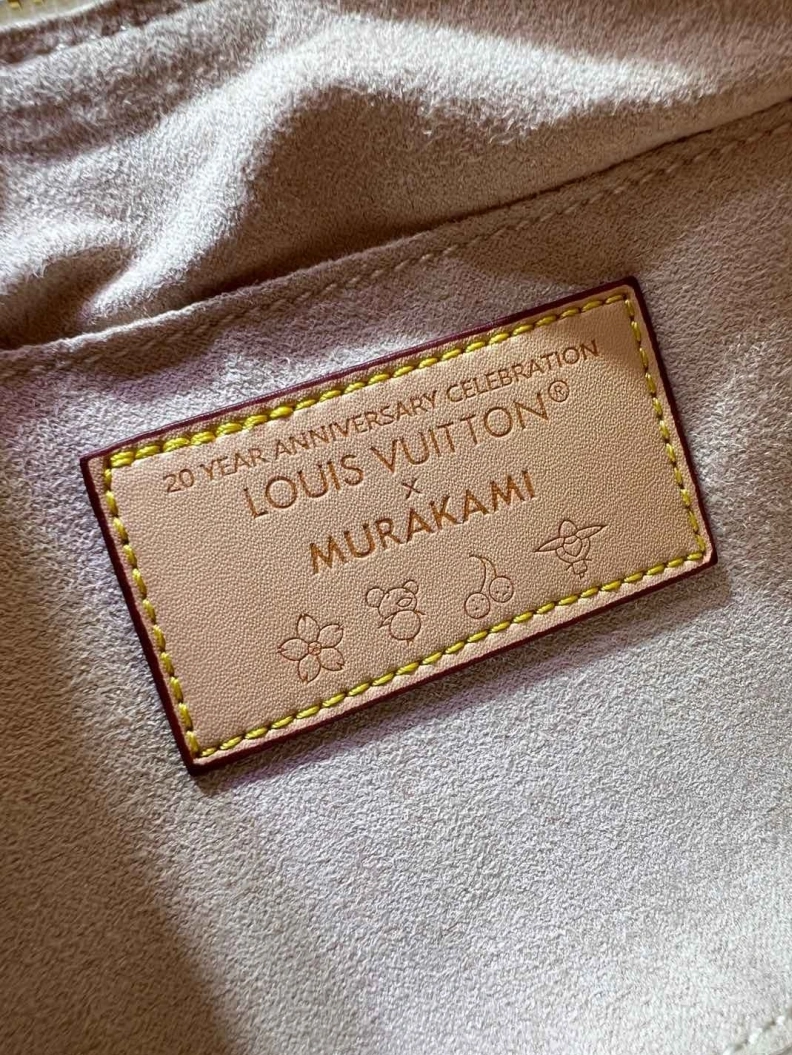 20 YEAR ANNIVERSARY CELEBRATION
LOUIS VUITTON®
×
MURAKAMI